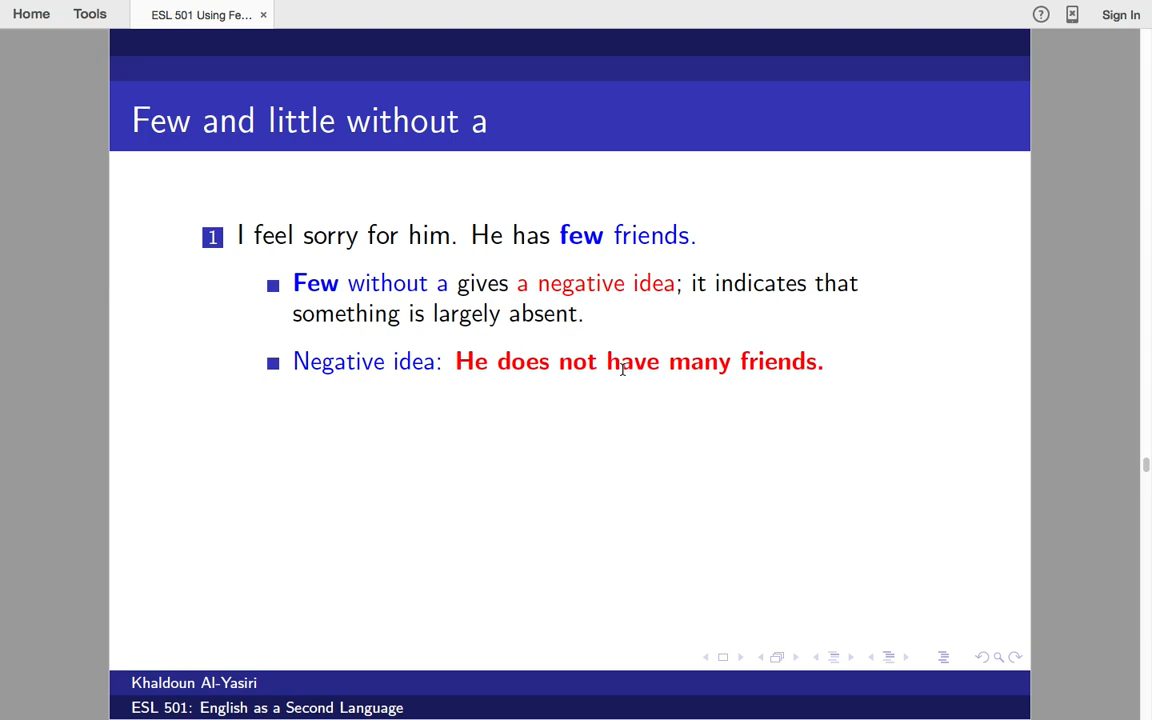 Home Tools ESL 501 Using Fe... × ? Sign In
Few and little without a
1 I feel sorry for him. He has few friends.
Few without a gives a negative idea; it indicates that
something is largely absent.
Negative idea: He does not have many friends.
Khaldoun Al-Yasiri
ESL 501: English as a Second Language